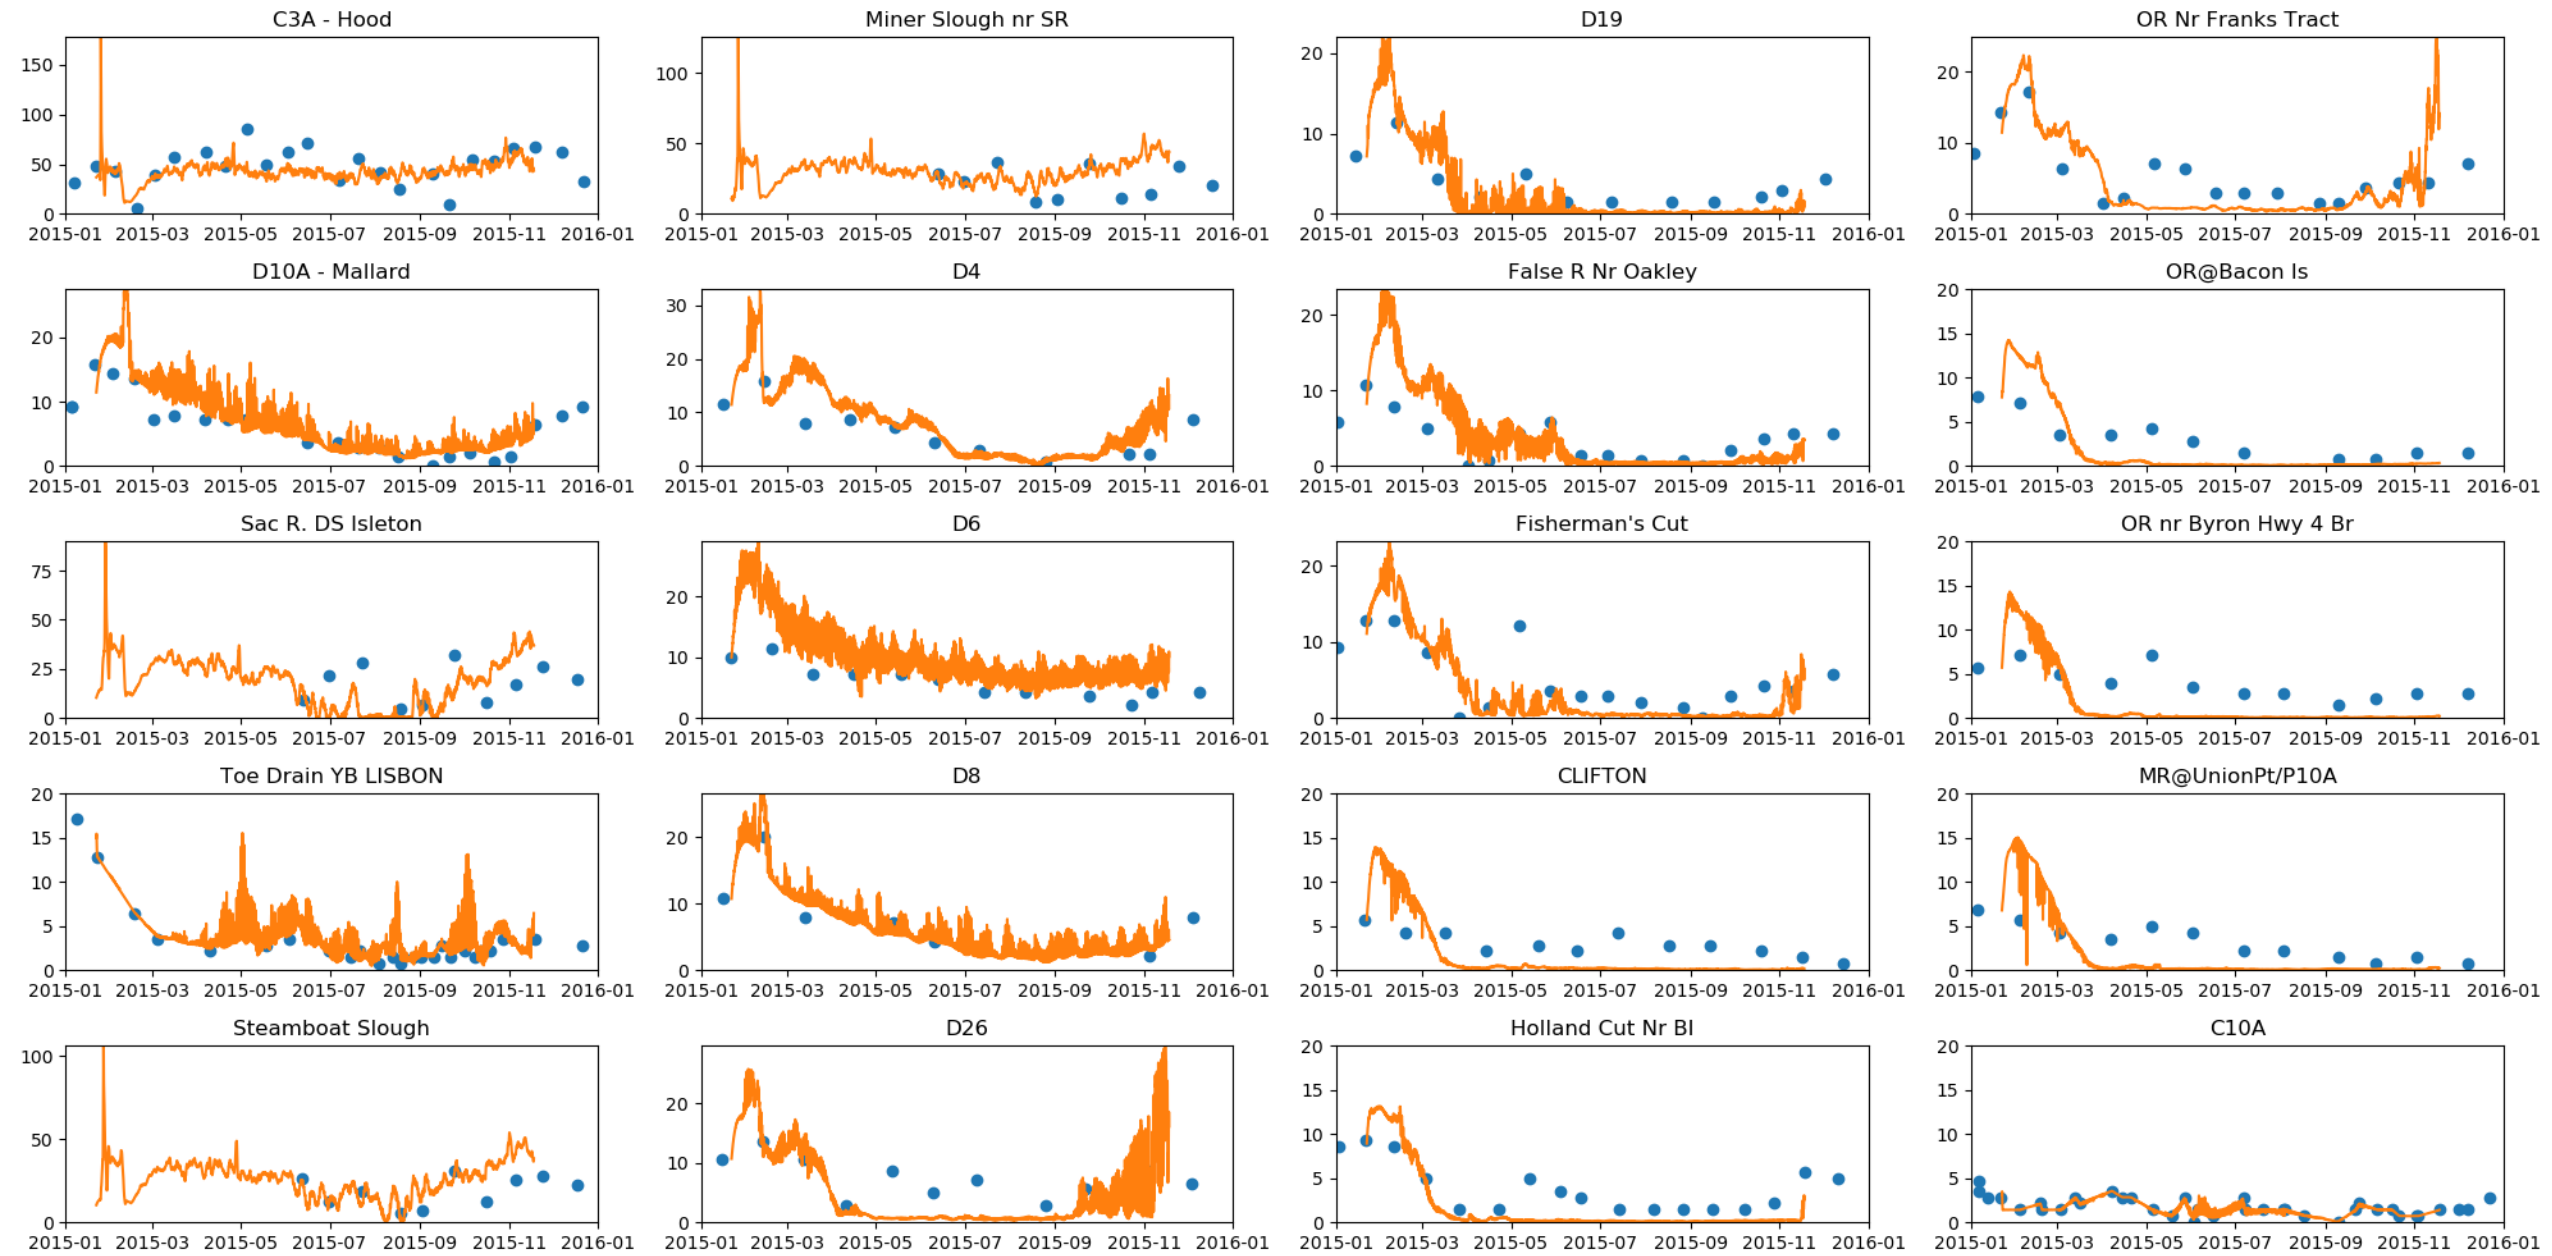 C3A - Hood Miner Slough nr SR D19 OR Nr Franks Tract
150 100 50 0
100 50 0
20 10 0
20 10 0
2015-01 2015-03 2015-05 2015-07 2015-09 2015-11 2016-01 2015-01 2015-03 2015-05 2015-07 2015-09 2015-11 2016-01 2015-01 2015-03 2015-05 2015-07 2015-09 2015-11 2016-01 2015-01 2015-03 2015-05 2015-07 2015-09 2015-11 2016-01
D10A - Mallard D4 False R Nr Oakley OR@Bacon Is
20 10 0
30 20 10 0
20 10 0
20 15 10 5 0
2015-01 2015-03 2015-05 2015-07 2015-09 2015-11 2016-01 2015-01 2015-03 2015-05 2015-07 2015-09 2015-11 2016-01 2015-01 2015-03 2015-05 2015-07 2015-09 2015-11 2016-01 2015-01 2015-03 2015-05 2015-07 2015-09 2015-11 2016-01
Sac R. DS Isleton D6 Fisherman's Cut OR nr Byron Hwy 4 Br
75 50 25 0
20 10 0
20 10 0
20 15 10 5 0
2015-01 2015-03 2015-05 2015-07 2015-09 2015-11 2016-01 2015-01 2015-03 2015-05 2015-07 2015-09 2015-11 2016-01 2015-01 2015-03 2015-05 2015-07 2015-09 2015-11 2016-01 2015-01 2015-03 2015-05 2015-07 2015-09 2015-11 2016-01
Toe Drain YB LISBON D8 CLIFTON MR@UnionPt/P10A
20 15 10 5 0
20 10 0
20 15 10 5 0
20 15 10 5 0
2015-01 2015-03 2015-05 2015-07 2015-09 2015-11 2016-01 2015-01 2015-03 2015-05 2015-07 2015-09 2015-11 2016-01 2015-01 2015-03 2015-05 2015-07 2015-09 2015-11 2016-01 2015-01 2015-03 2015-05 2015-07 2015-09 2015-11 2016-01
Steamboat Slough D26 Holland Cut Nr BI C10A
100 50 0
20 10 0
20 15 10 5 0
20 15 10 5 0
2015-01 2015-03 2015-05 2015-07 2015-09 2015-11 2016-01 2015-01 2015-03 2015-05 2015-07 2015-09 2015-11 2016-01 2015-01 2015-03 2015-05 2015-07 2015-09 2015-11 2016-01 2015-01 2015-03 2015-05 2015-07 2015-09 2015-11 2016-01